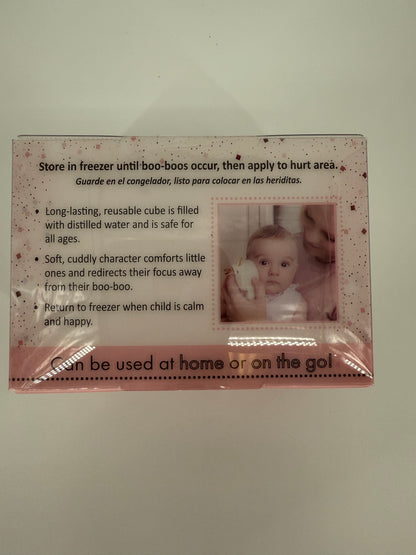 Store in freezer until boo-boos occur, then apply to hurt area.
Guarde en el congelador, listo para colocar en las heriditas.
• Long-lasting, reusable cube is filled
with distilled water and is safe for
all ages.
• Soft, cuddly character comforts little
ones and redirects their focus away
from their boo-boo.
• Return to freezer when child is calm
and happy.
Can be used at home or on the go!